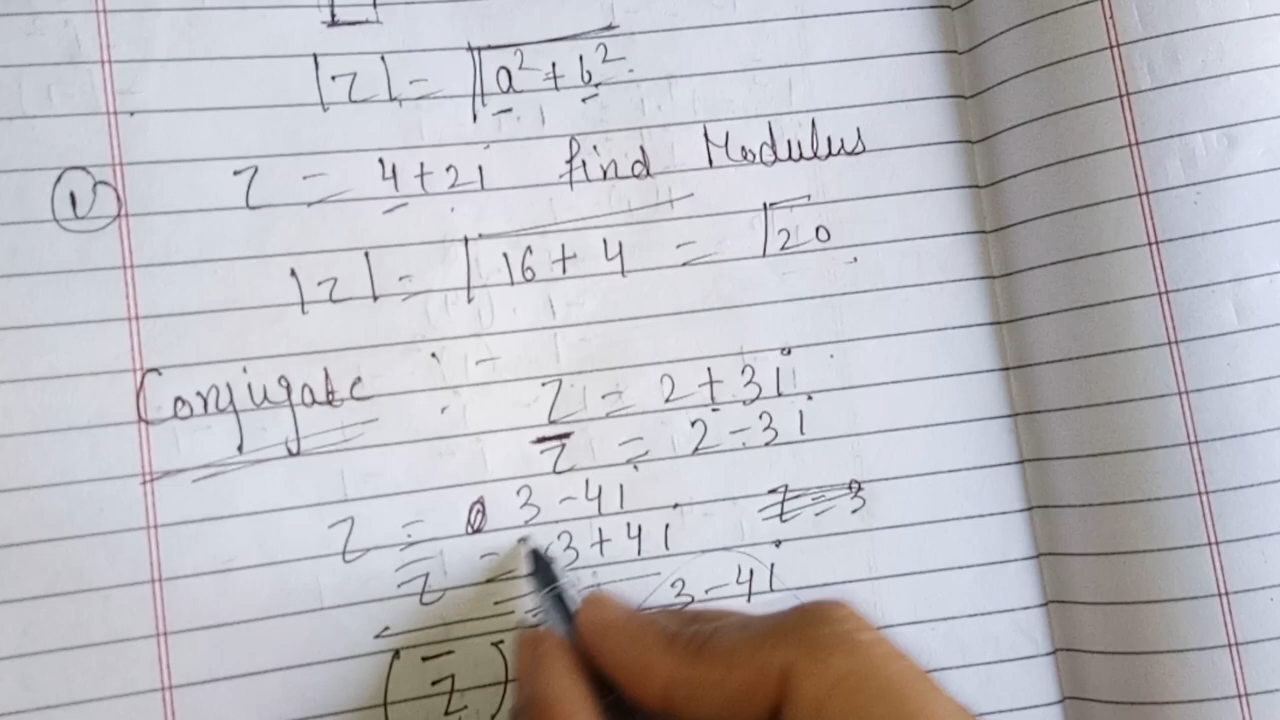 |z| = √a² + b²
① z = 4+2i find Modulus
|z| = √16 + 4 = √20
Conjugate :- z = 2+3i
z̅ = 2-3i
z = 3-4i
z̅ = 3+4i
3-4i
(z̅)